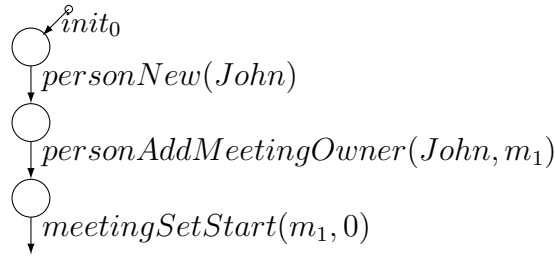 init₀
personNew(John)
personAddMeetingOwner(John, m₁)
meetingSetStart(m₁, 0)